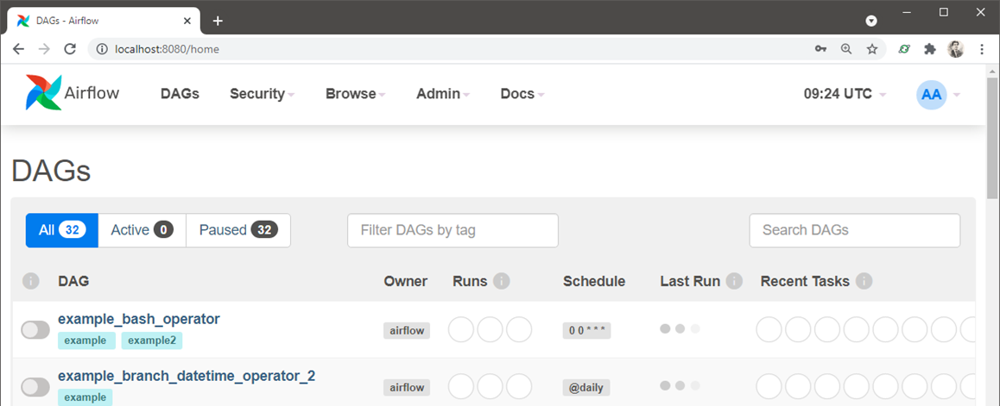 DAGs - Airflow
localhost:8080/home
Airflow DAGs Security Browse Admin Docs 09:24 UTC AA
DAGs
All 32 Active 0 Paused 32 Filter DAGs by tag Search DAGs
i DAG Owner Runs i Schedule Last Run i Recent Tasks i
example_bash_operator
airflow 0 0 * * *
example example2
example_branch_datetime_operator_2
airflow @daily
example